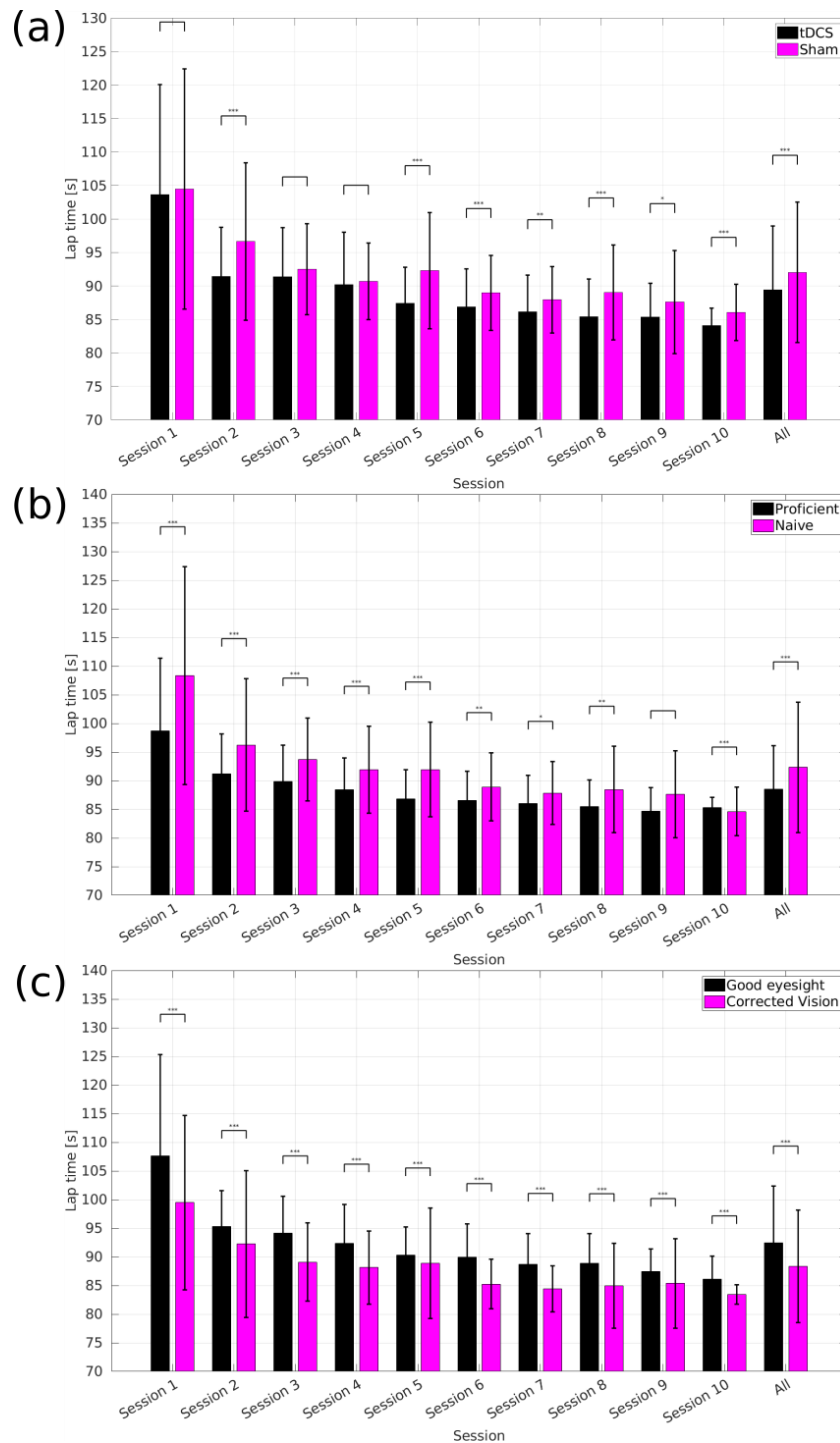 (a)
130
125
120
115
110
105
100
95
90
85
80
75
70
Lap time [s]
tDCS
Sham
***
***
***
**
***
*
***
***
Session 1
Session 2
Session 3
Session 4
Session 5
Session 6
Session 7
Session 8
Session 9
Session 10
All
Session
(b)
140
135
130
125
120
115
110
105
100
95
90
85
80
75
70
Lap time [s]
Proficient
Naive
***
***
***
***
***
**
*
**
***
***
Session 1
Session 2
Session 3
Session 4
Session 5
Session 6
Session 7
Session 8
Session 9
Session 10
All
Session
(c)
140
135
130
125
120
115
110
105
100
95
90
85
80
75
70
Lap time [s]
Good eyesight
Corrected Vision
***
***
***
***
***
***
***
***
***
***
***
Session 1
Session 2
Session 3
Session 4
Session 5
Session 6
Session 7
Session 8
Session 9
Session 10
All
Session